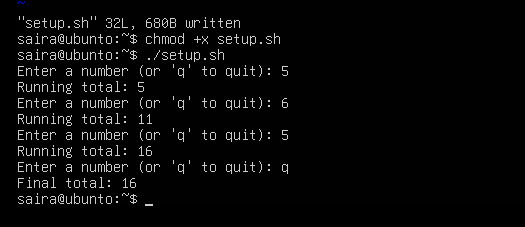 ~
"setup.sh" 32L, 680B written
saira@ubunto:~$ chmod +x setup.sh
saira@ubunto:~$ ./setup.sh
Enter a number (or 'q' to quit): 5
Running total: 5
Enter a number (or 'q' to quit): 6
Running total: 11
Enter a number (or 'q' to quit): 5
Running total: 16
Enter a number (or 'q' to quit): q
Final total: 16
saira@ubunto:~$ _